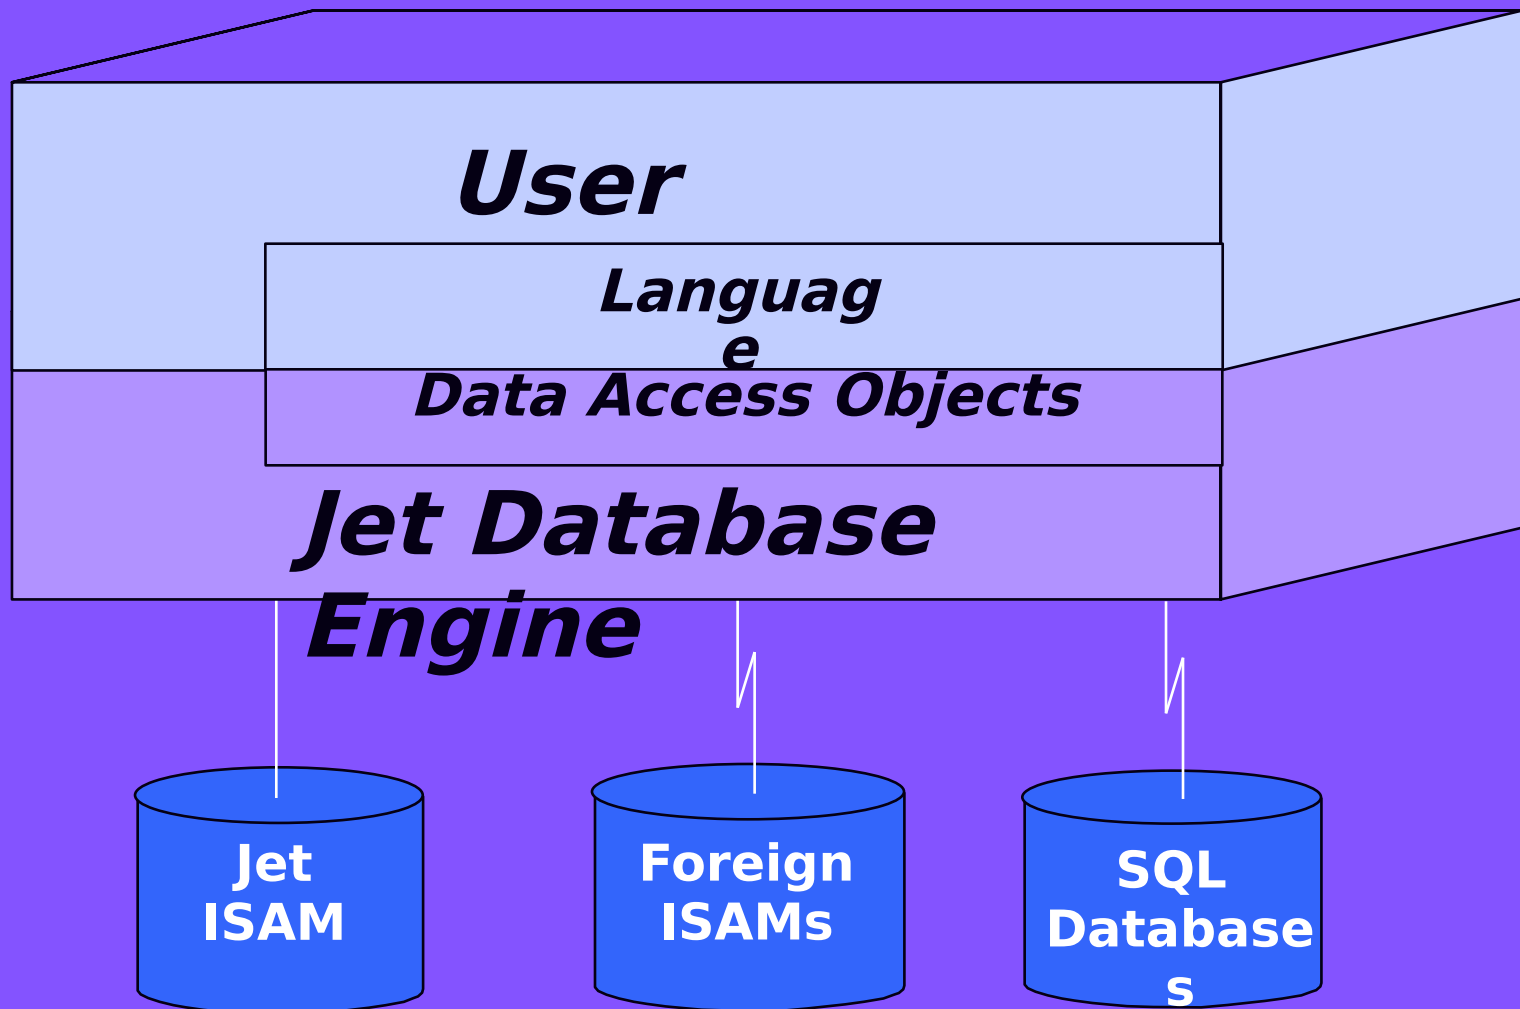 User
Languag
e
Data Access Objects
Jet Database
Engine
Jet
ISAM
Foreign
ISAMs
SQL
Database
s